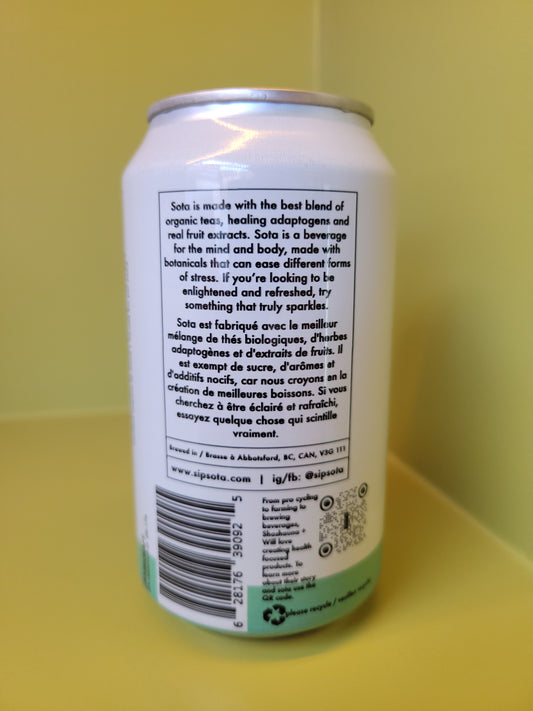 Sota is made with the best blend of
organic teas, healing adaptogens and
real fruit extracts. Sota is a beverage
for the mind and body, made with
botanicals that can ease different forms
of stress. If you're looking to be
enlightened and refreshed, try
something that truly sparkles.
Sota est fabriqué avec le meilleur
mélange de thés biologiques, d'herbes
adaptogènes et d'extraits de fruits. Il
est exempt de sucre, d'arômes et
d'additifs nocifs, car nous croyons en la
création de meilleures boissons. Si vous
cherchez à être éclairé et rafraîchi,
essayez quelque chose qui scintille
vraiment.
Brewed in / Brasse à Abbotsford, BC, CAN, V3G 1T1
www.sipsota.com | ig/fb: @sipsota
6 28176 39092 5
From pro cycling
to farming to
brewing
beverages,
Shashauna +
Will love
creating health
focused
products. To
learn more
about their story
and sota use the
QR code.
please recycle / veuillez